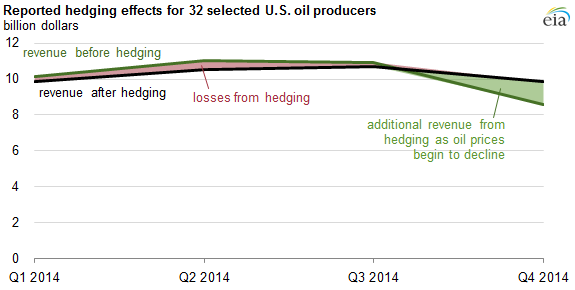 Reported hedging effects for 32 selected U.S. oil producers
billion dollars
eia
12
10
8
6
4
2
0
revenue before hedging
revenue after hedging
losses from hedging
additional revenue from
hedging as oil prices
begin to decline
Q1 2014
Q2 2014
Q3 2014
Q4 2014